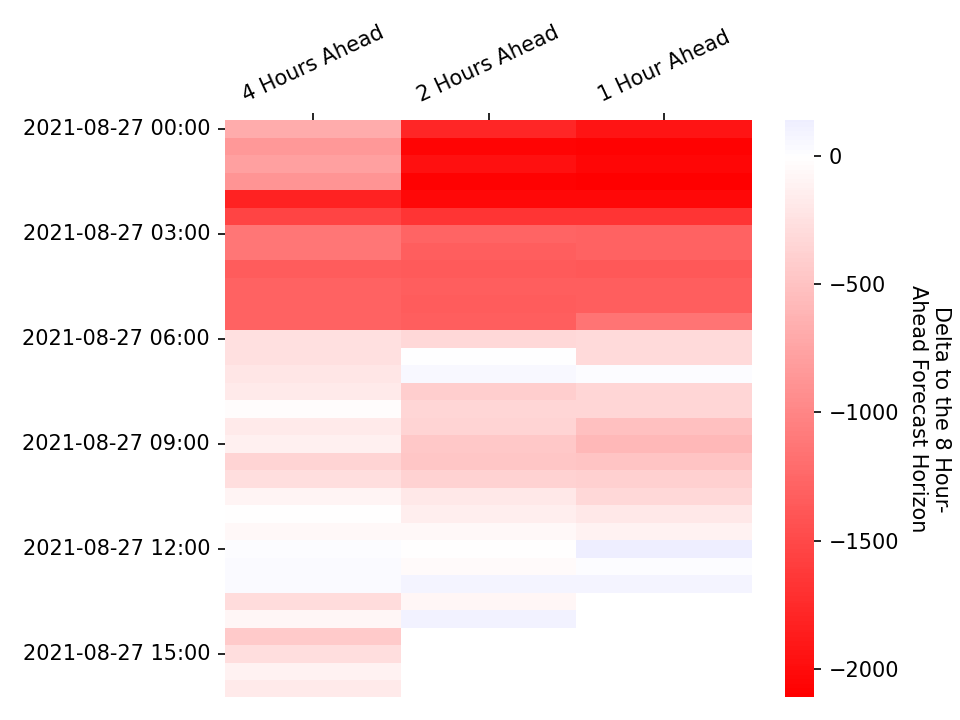 4 Hours Ahead
2 Hours Ahead
1 Hour Ahead
2021-08-27 00:00
2021-08-27 03:00
2021-08-27 06:00
2021-08-27 09:00
2021-08-27 12:00
2021-08-27 15:00
0
−500
−1000
−1500
−2000
Delta to the 8 Hour-
Ahead Forecast Horizon